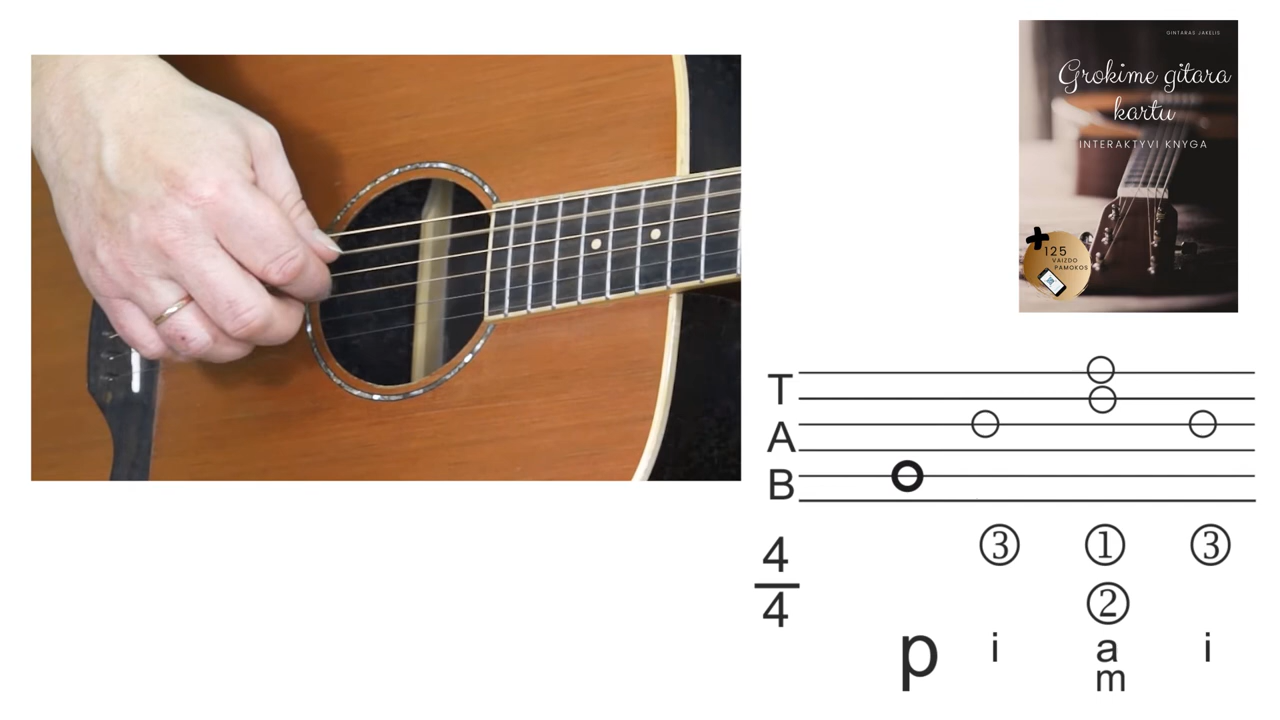 GINTARAS JAKELIS
Grokime gitara
kartu
INTERAKTYVI KNYGA
+125
VAIZDO
PAMOKOS
T
A
B
4
4
③ ① ③
②
p i a i
m